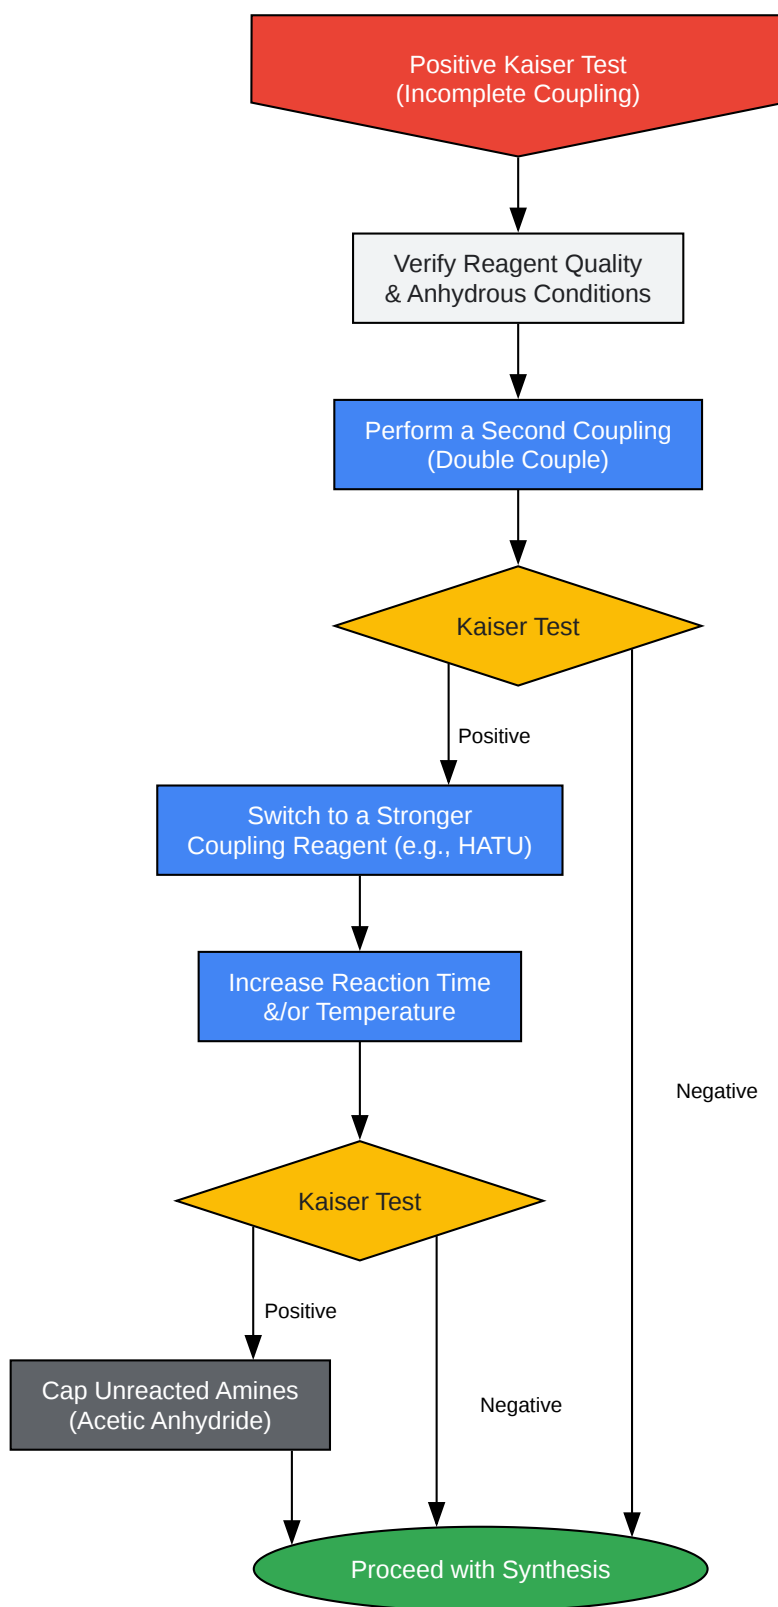 Positive Kaiser Test
(Incomplete Coupling)
Verify Reagent Quality
& Anhydrous Conditions
Perform a Second Coupling
(Double Couple)
Kaiser Test
Positive
Switch to a Stronger
Coupling Reagent (e.g., HATU)
Increase Reaction Time
&/or Temperature
Negative
Kaiser Test
Positive
Cap Unreacted Amines
(Acetic Anhydride)
Negative
Proceed with Synthesis